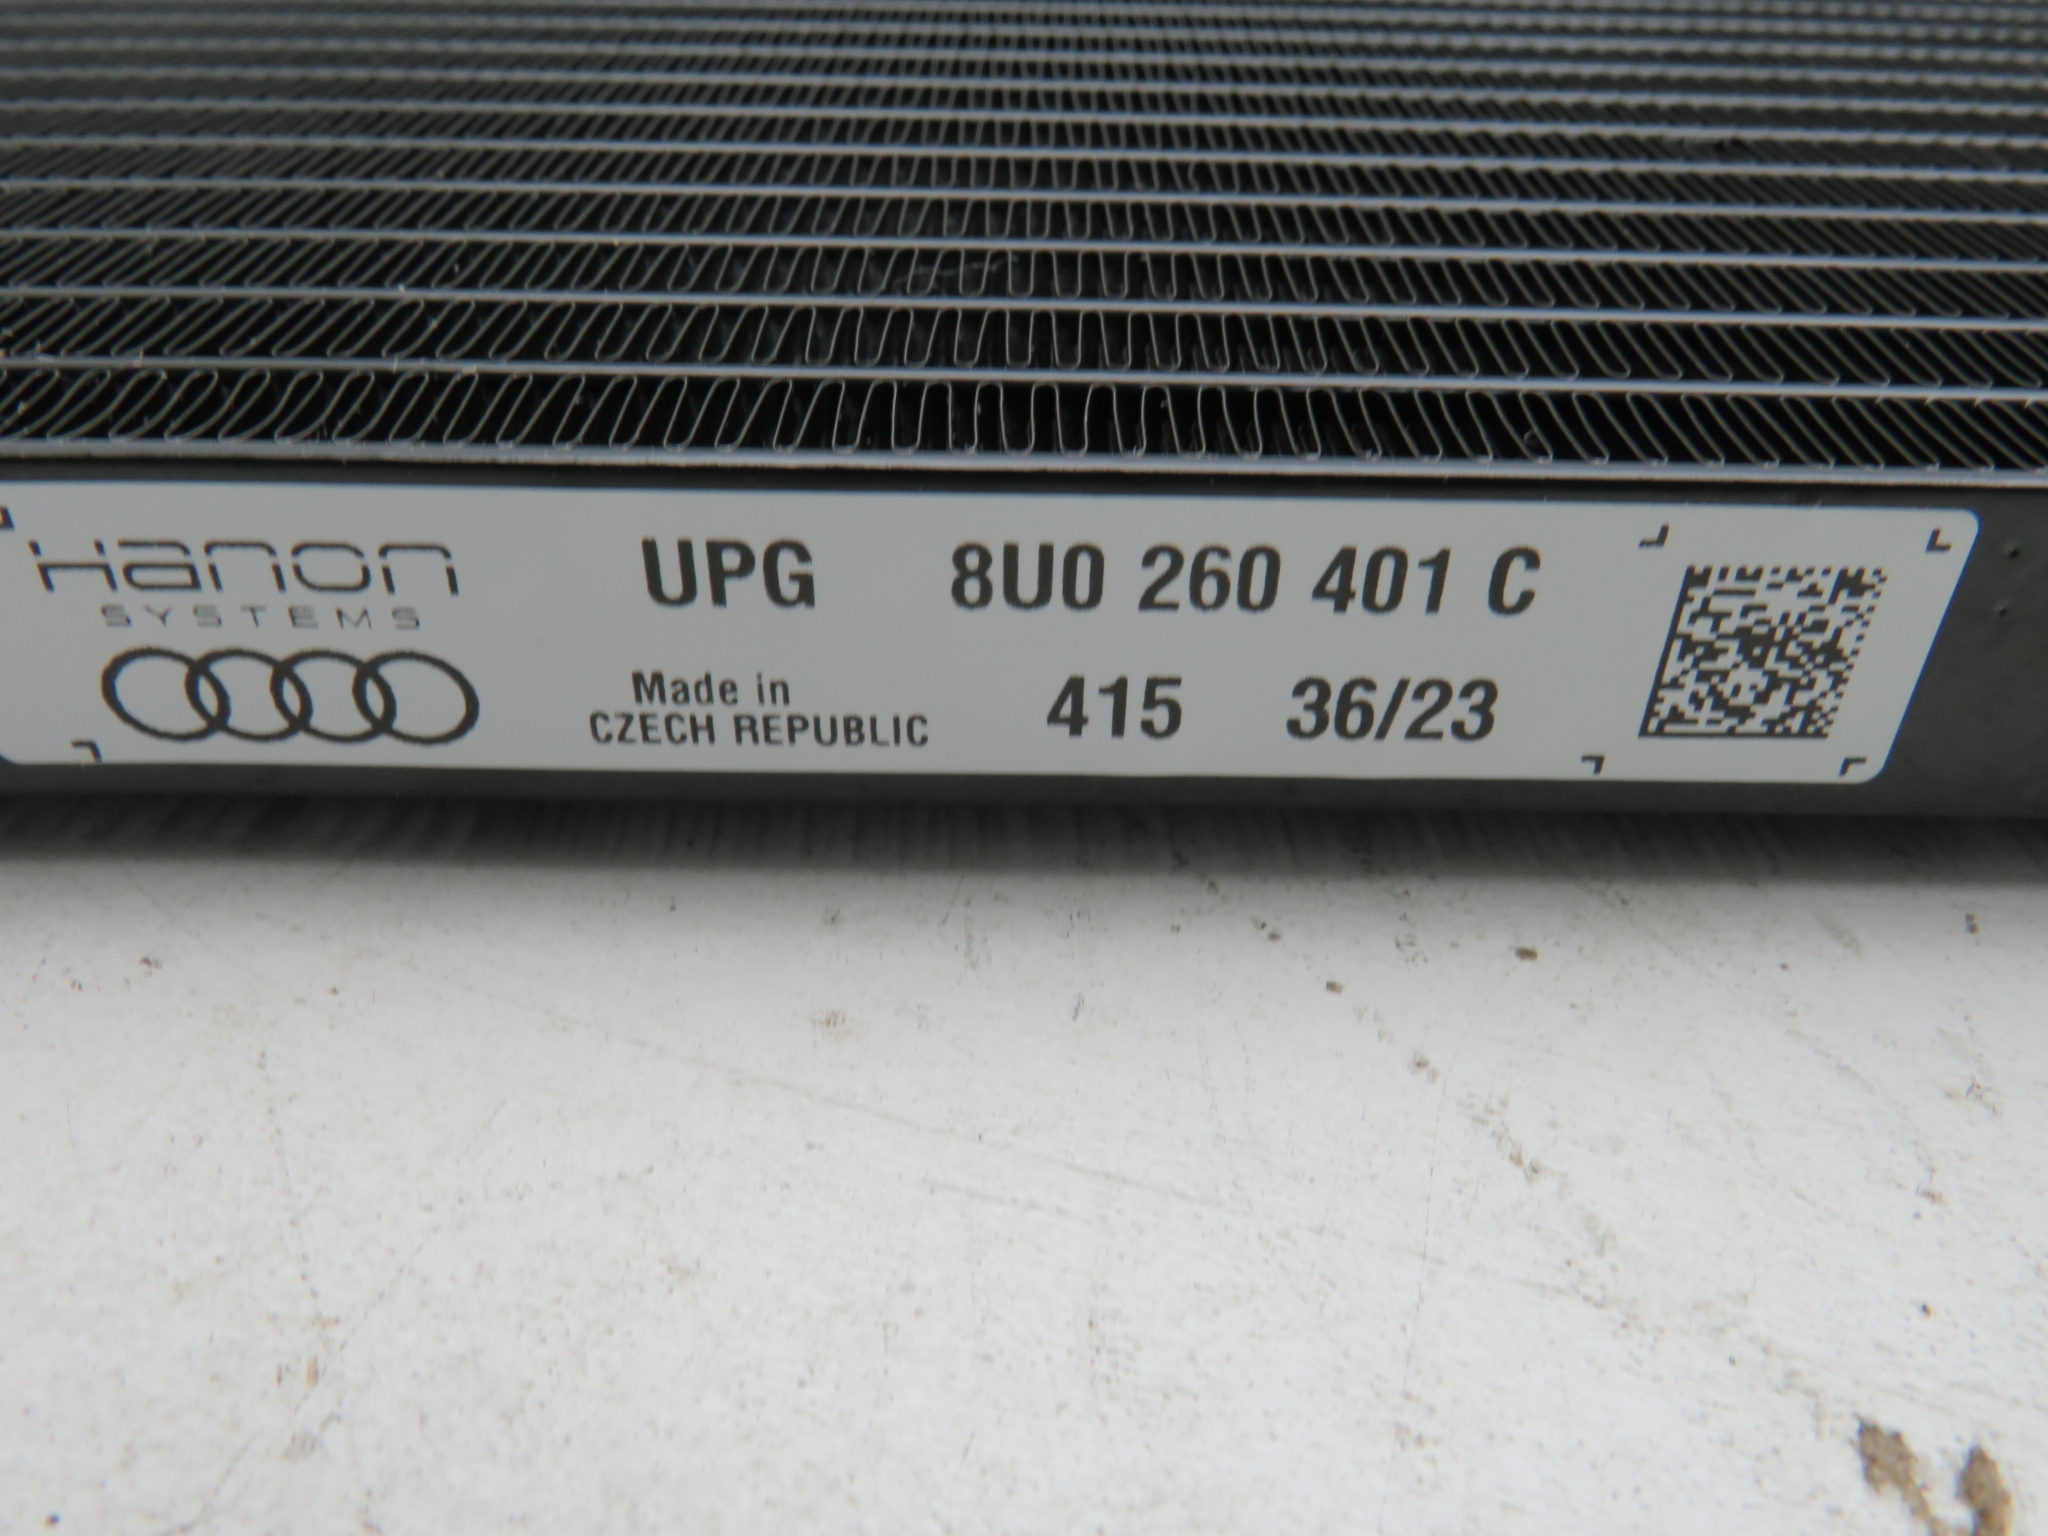 Hanon
SYSTEMS
UPG 8U0 260 401 C
Made in
CZECH REPUBLIC
415 36/23